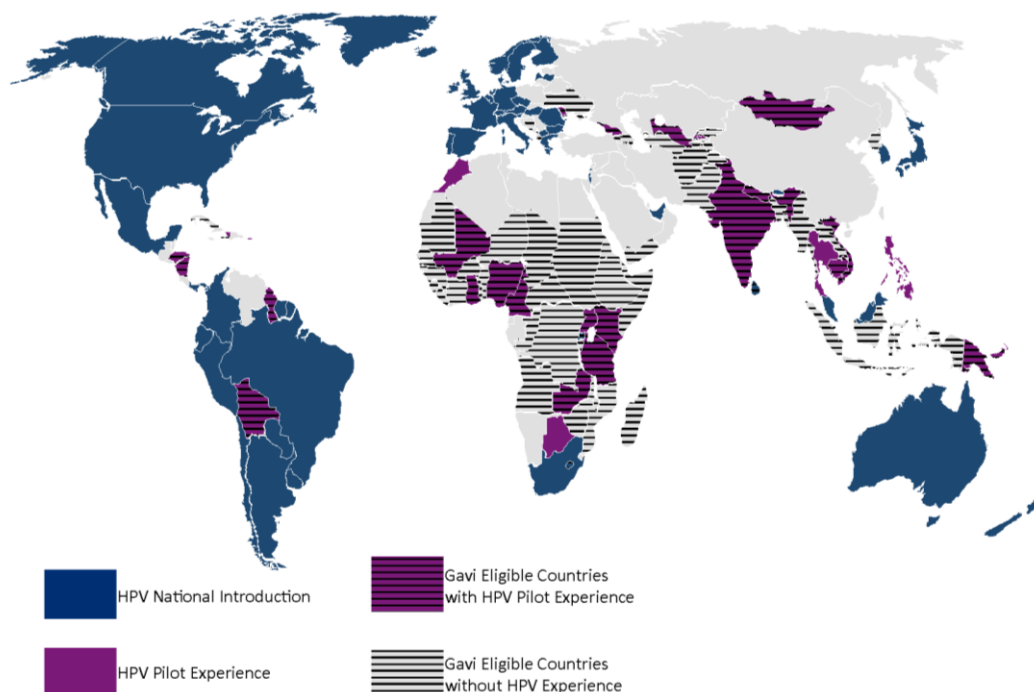 HPV National Introduction
HPV Pilot Experience
Gavi Eligible Countries
with HPV Pilot Experience
Gavi Eligible Countries
without HPV Experience